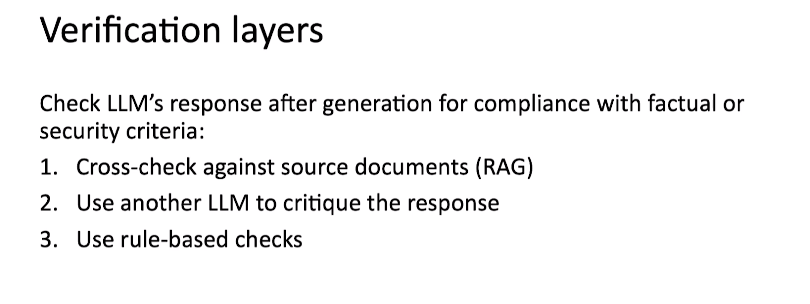 Verification layers
Check LLM’s response after generation for compliance with factual or
security criteria:
1. Cross-check against source documents (RAG)
2. Use another LLM to critique the response
3. Use rule-based checks